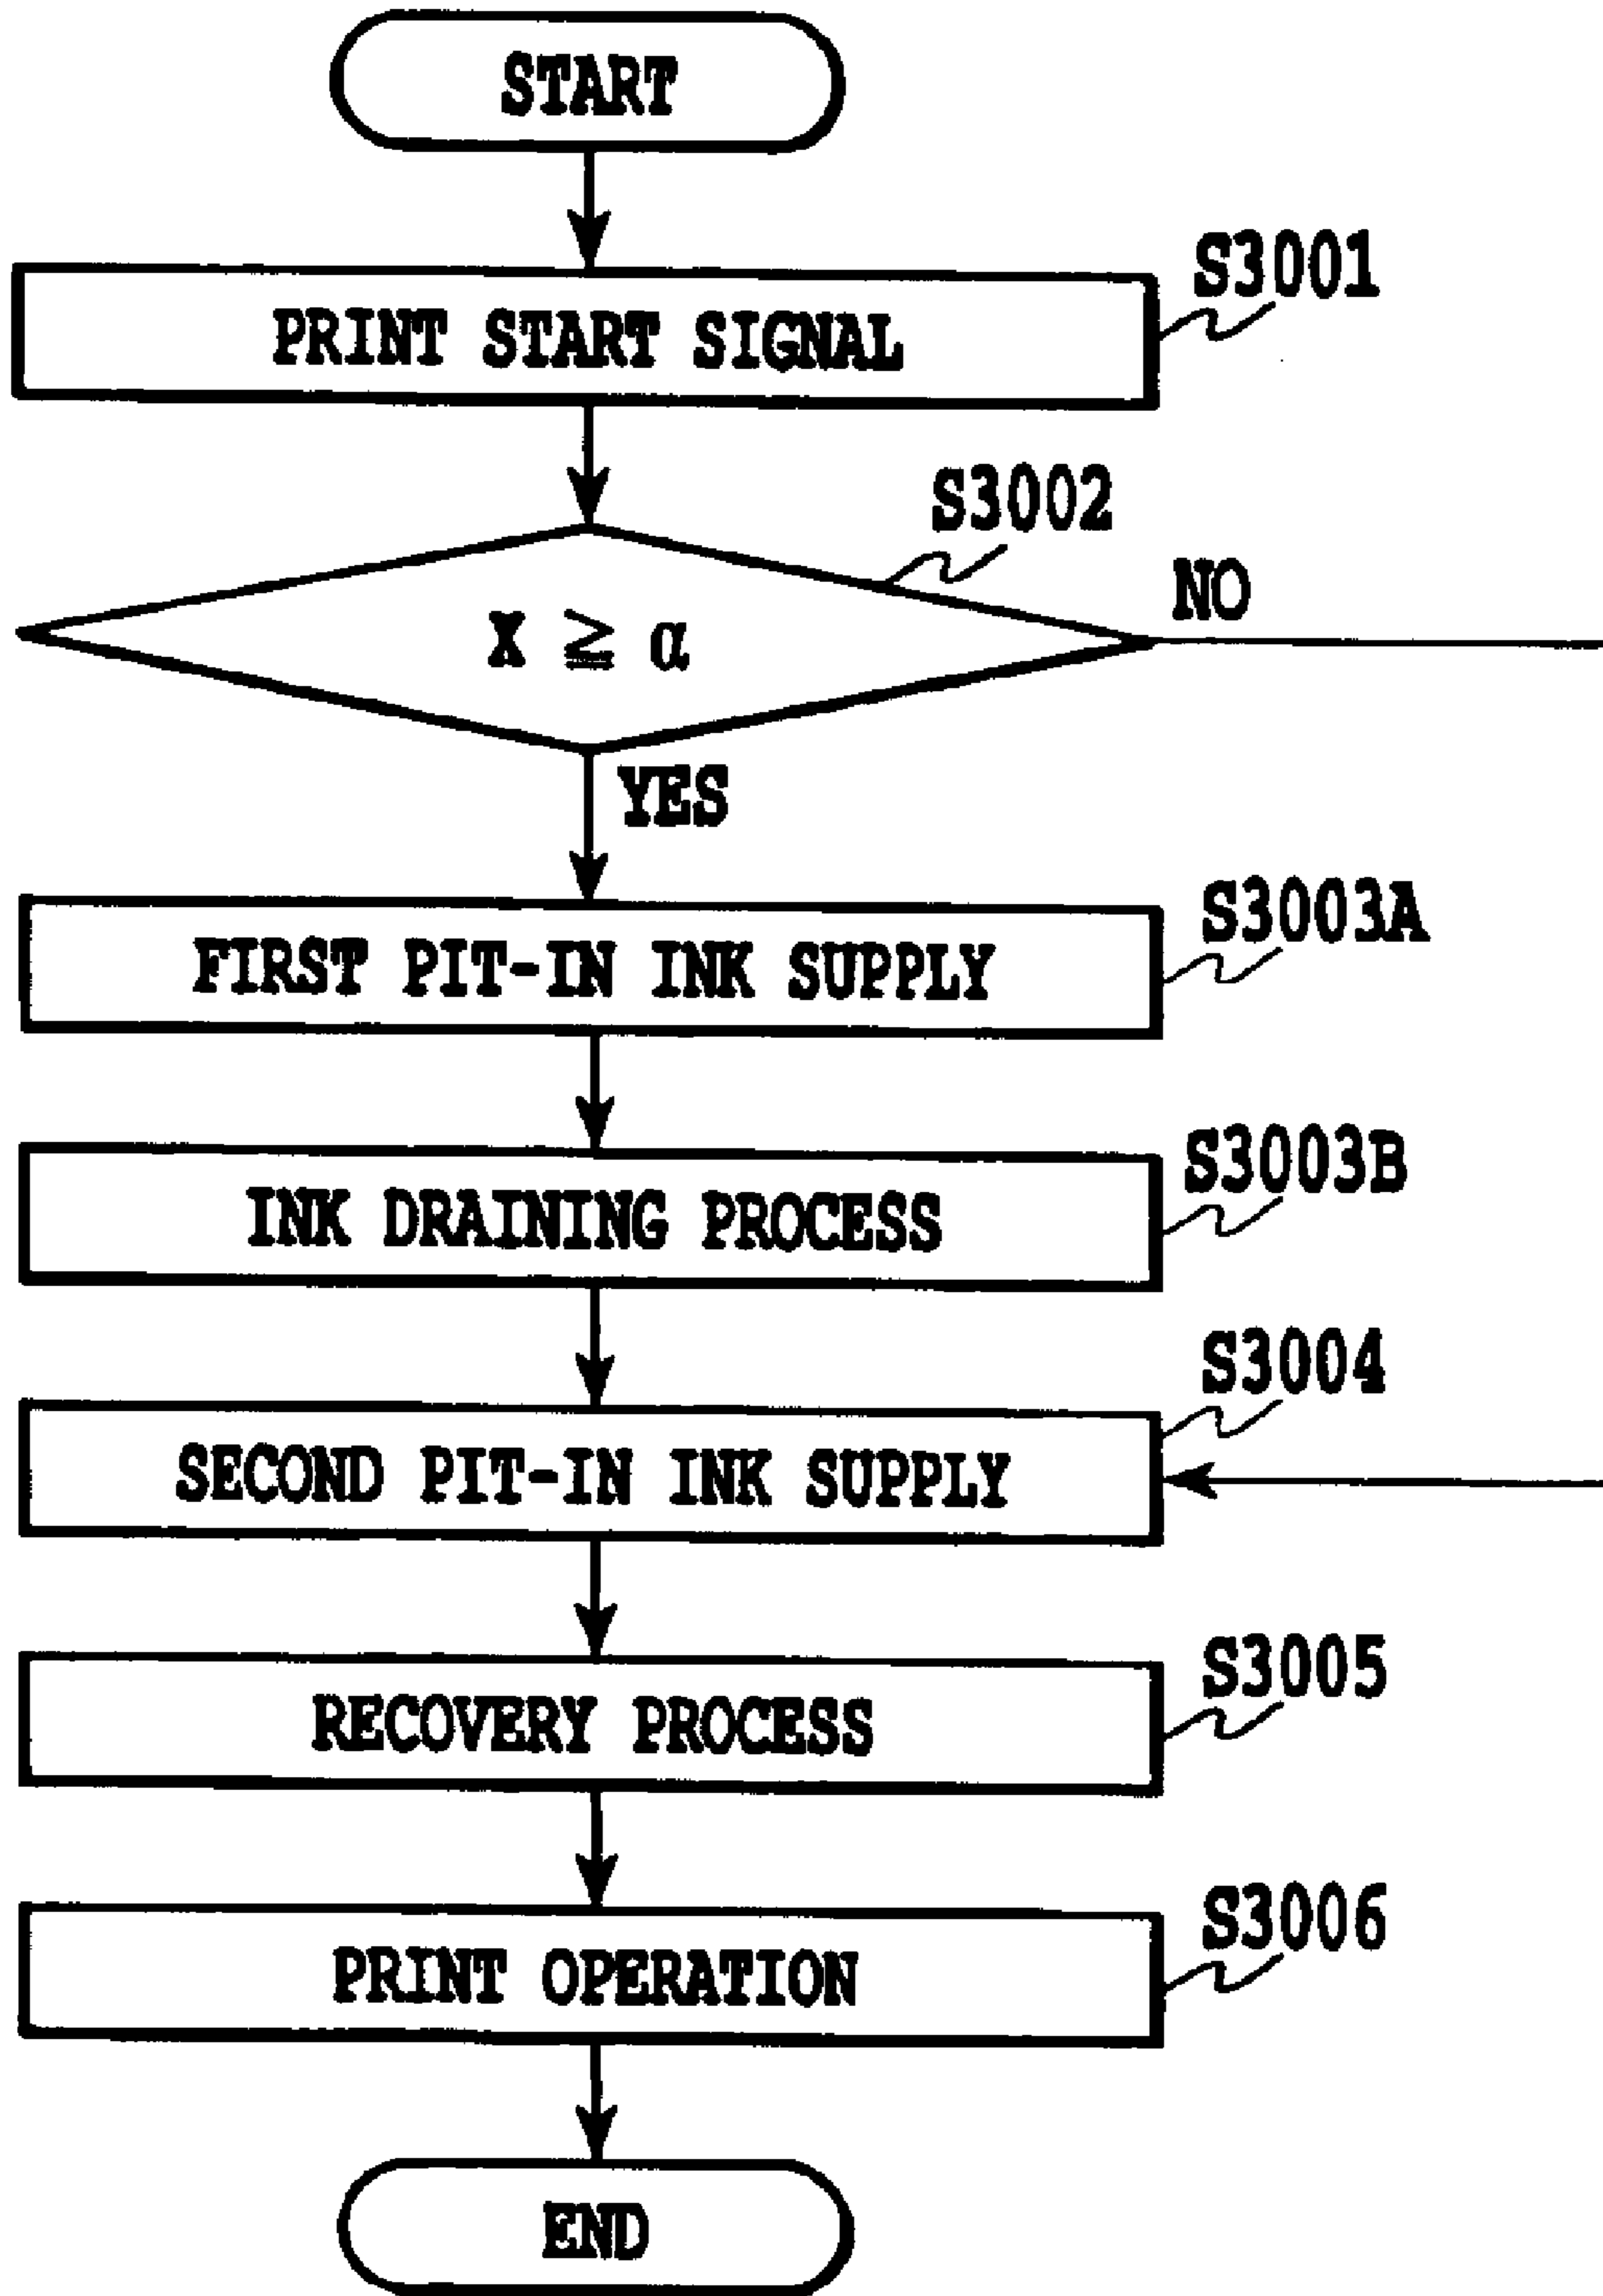 START
S3001
PRINT START SIGNAL
S3002
NO
X ≧ α
YES
S3003A
FIRST PIT-IN INK SUPPLY
S3003B
INK DRAINING PROCESS
S3004
SECOND PIT-IN INK SUPPLY
S3005
RECOVERY PROCESS
S3006
PRINT OPERATION
END